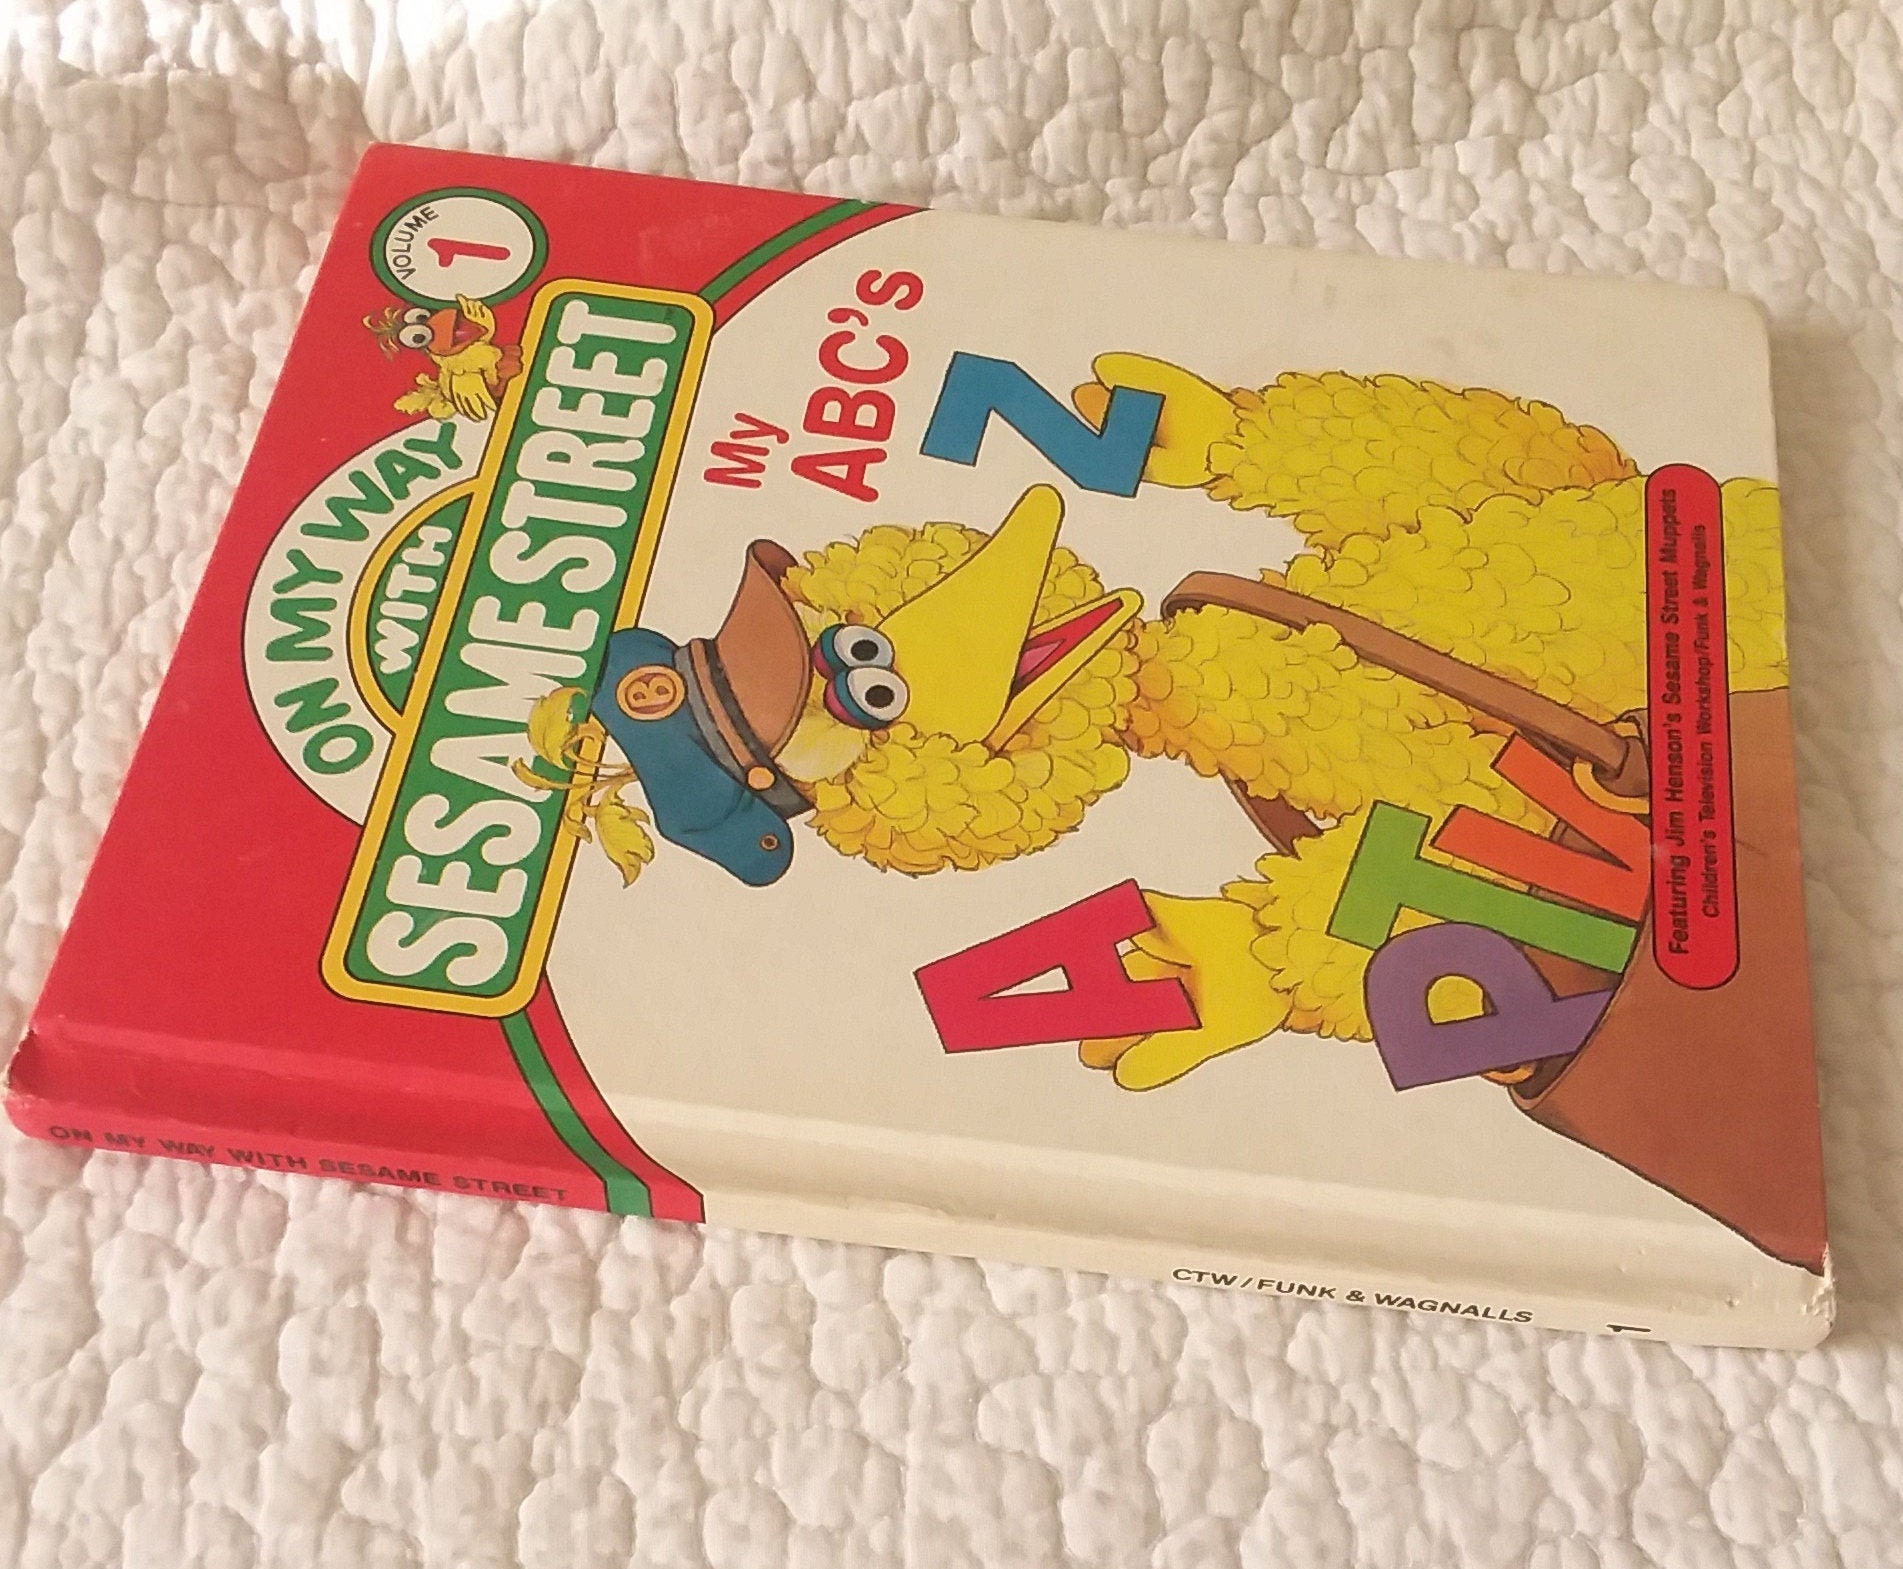 VOLUME
1
ON MY WAY
WITH
SESAME STREET
My
ABC's
B
Z
A
P
T
V
Featuring Jim Henson's Sesame Street Muppets
Children's Television Workshop/Funk & Wagnalls
ON MY WAY WITH SESAME STREET
CTW/FUNK & WAGNALLS
1